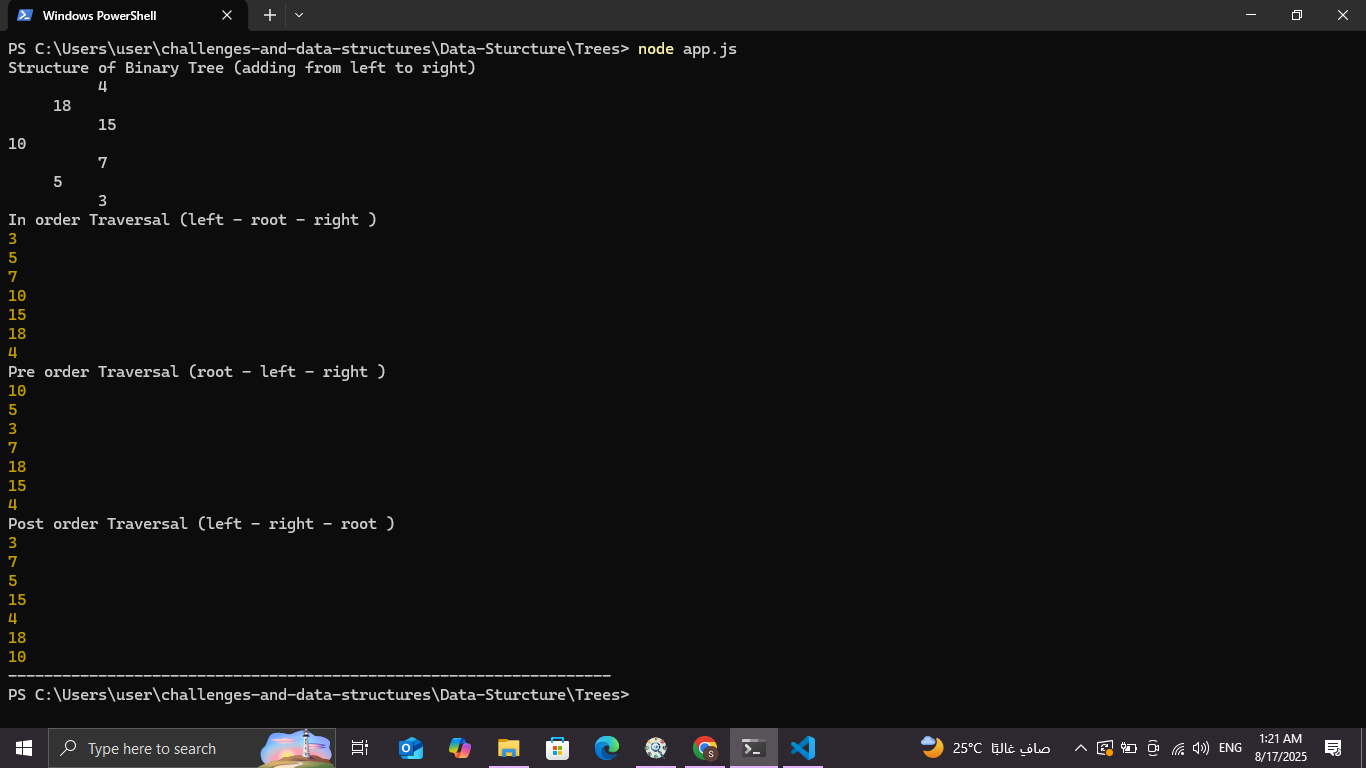 Windows PowerShell
PS C:\Users\user\challenges-and-data-structures\Data-Sturcture\Trees> node app.js
Structure of Binary Tree (adding from left to right)
4
18
15
10
7
5
3
In order Traversal (left - root - right )
3
5
7
10
15
18
4
Pre order Traversal (root - left - right )
10
5
3
7
18
15
4
Post order Traversal (left - right - root )
3
7
5
15
4
18
10
-------------------------------------------------------------------
PS C:\Users\user\challenges-and-data-structures\Data-Sturcture\Trees>
Type here to search
25°C صافٍ غالبًا
ENG
1:21 AM
8/17/2025